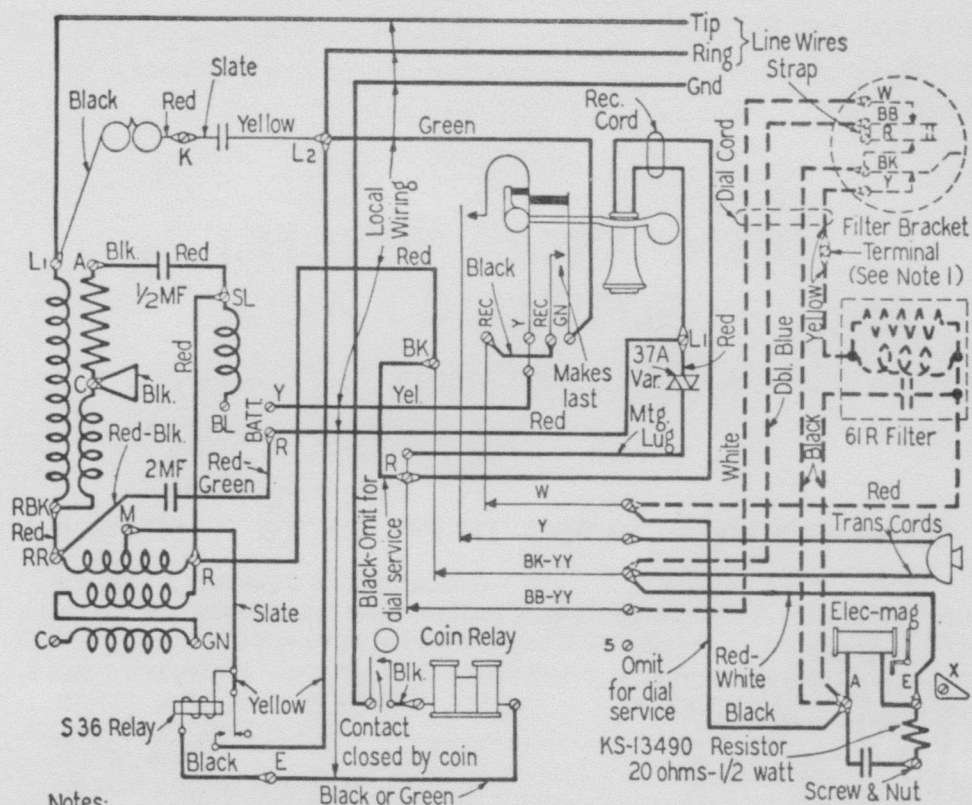 Tip
Ring
Line Wires
Gnd
Strap
Slate
Black
Red
K
Yellow
L2
Green
Rec.
Cord
Dial Cord
W
BB
R
BK
Y
Filter Bracket
Terminal
(See Note 1)
Local
Wiring
L1
A
Blk.
Red
1/2 MF
SL
Red
Red
Black
REC
Y
REC
GN
BK
Makes
last
L1
Red
37A
Var.
Dbl. Blue
Yellow
61R Filter
C
Blk.
BL
BATT.
Y
R
Yel.
Red
Mtg.
Lug
White
Black
Red-Blk.
2MF
Red-
Green
R
RBK
Red
M
RR
R
W
Red
Trans. Cords
Y
BK-YY
BB-YY
Black-Omit for
dial service
Slate
C
GN
Coin Relay
Blk.
Elec-mag
5
Omit
for dial
service
Red-
White
A
E
X
S 36 Relay
Yellow
Black
E
Contact
closed by coin
Black
KS-13490 Resistor
20 ohms-1/2 watt
Screw & Nut
Black or Green
Notes: